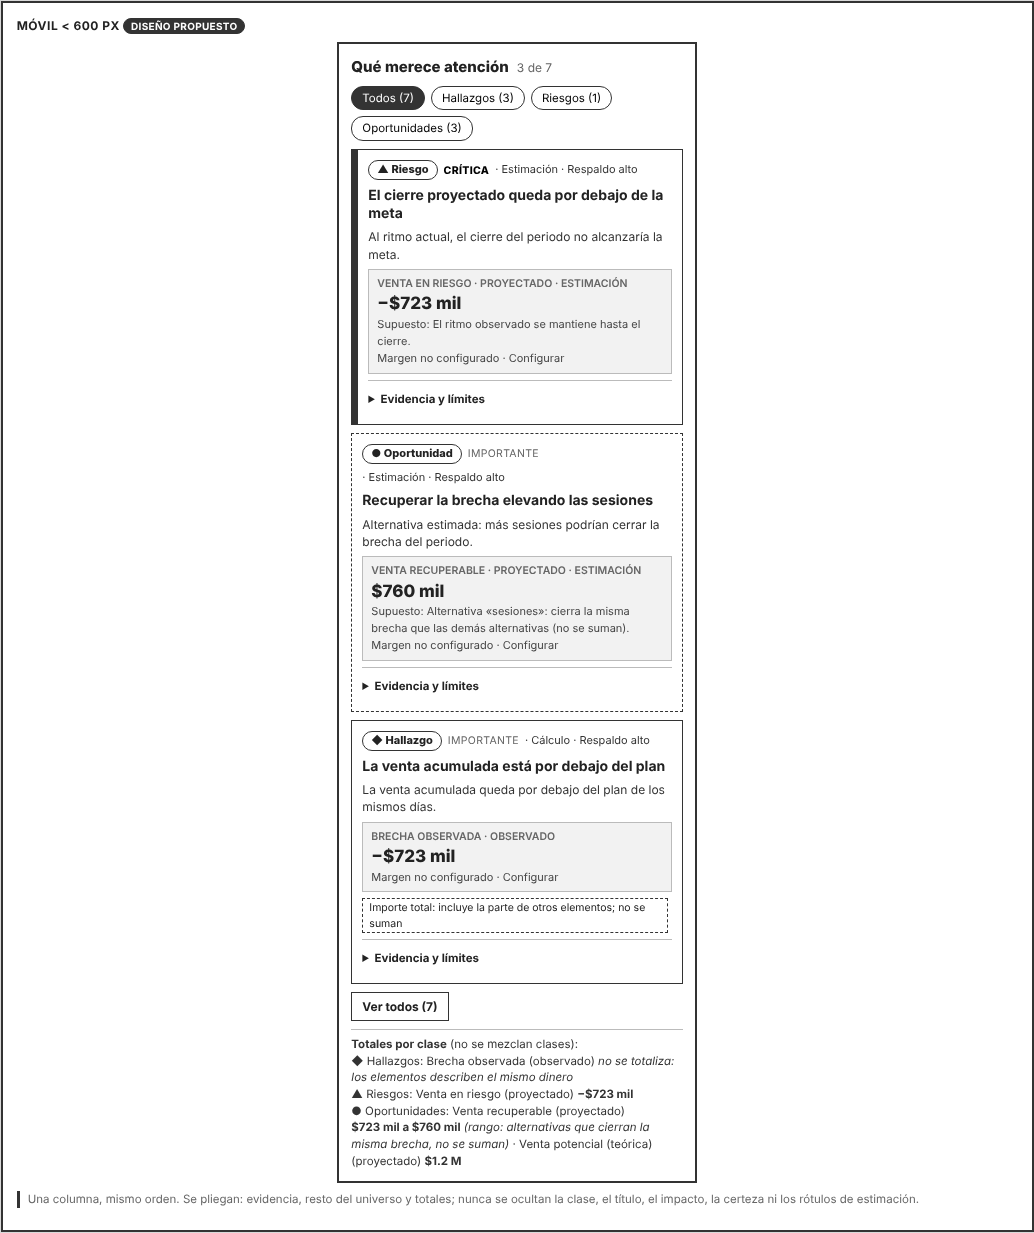 MÓVIL < 600 PX DISEÑO PROPUESTO
Qué merece atención 3 de 7
Todos (7) Hallazgos (3) Riesgos (1)
Oportunidades (3)
▲ Riesgo CRÍTICA · Estimación · Respaldo alto
El cierre proyectado queda por debajo de la
meta
Al ritmo actual, el cierre del periodo no alcanzaría la
meta.
VENTA EN RIESGO · PROYECTADO · ESTIMACIÓN
−$723 mil
Supuesto: El ritmo observado se mantiene hasta el
cierre.
Margen no configurado · Configurar
▶ Evidencia y límites
● Oportunidad IMPORTANTE
· Estimación · Respaldo alto
Recuperar la brecha elevando las sesiones
Alternativa estimada: más sesiones podrían cerrar la
brecha del periodo.
VENTA RECUPERABLE · PROYECTADO · ESTIMACIÓN
$760 mil
Supuesto: Alternativa «sesiones»: cierra la misma
brecha que las demás alternativas (no se suman).
Margen no configurado · Configurar
▶ Evidencia y límites
◆ Hallazgo IMPORTANTE · Cálculo · Respaldo alto
La venta acumulada está por debajo del plan
La venta acumulada queda por debajo del plan de los
mismos días.
BRECHA OBSERVADA · OBSERVADO
−$723 mil
Margen no configurado · Configurar
Importe total: incluye la parte de otros elementos; no se
suman
▶ Evidencia y límites
Ver todos (7)
Totales por clase (no se mezclan clases):
◆ Hallazgos: Brecha observada (observado) no se totaliza:
los elementos describen el mismo dinero
▲ Riesgos: Venta en riesgo (proyectado) −$723 mil
● Oportunidades: Venta recuperable (proyectado)
$723 mil a $760 mil (rango: alternativas que cierran la
misma brecha, no se suman) · Venta potencial (teórica)
(proyectado) $1.2 M
Una columna, mismo orden. Se pliegan: evidencia, resto del universo y totales; nunca se ocultan la clase, el título, el impacto, la certeza ni los rótulos de estimación.